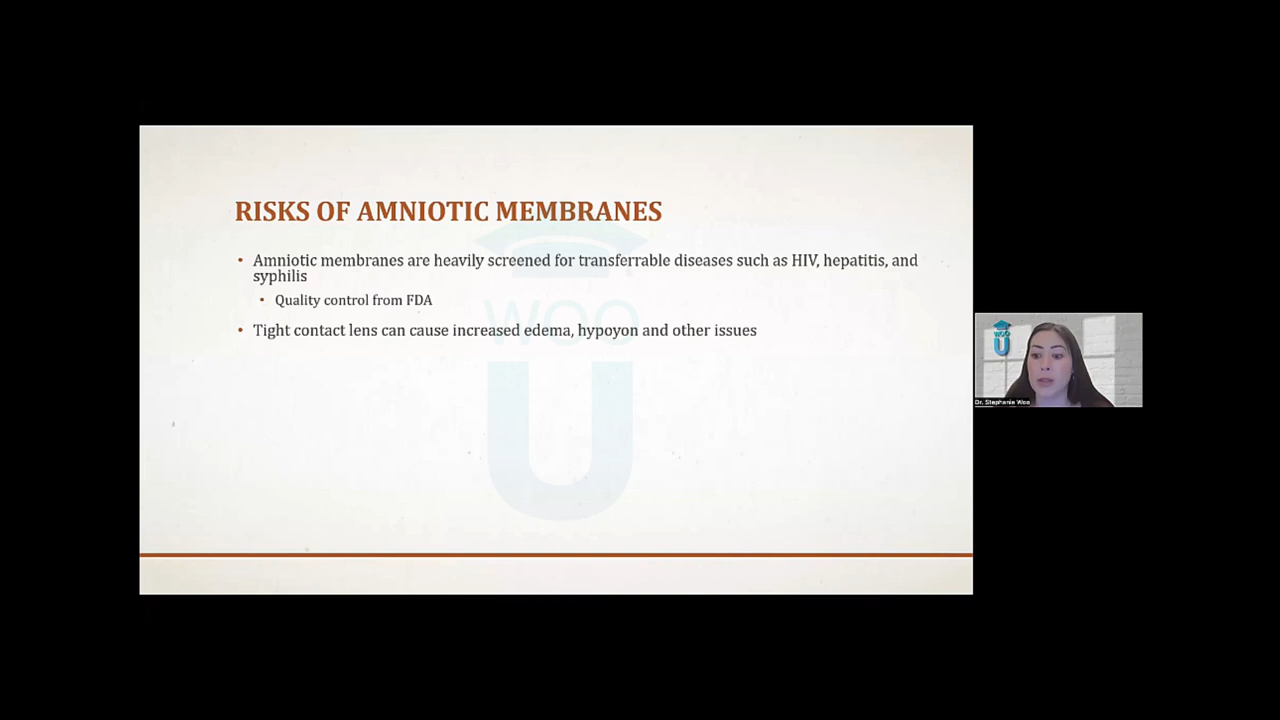 RISKS OF AMNIOTIC MEMBRANES
• Amniotic membranes are heavily screened for transferrable diseases such as HIV, hepatitis, and
syphilis
• Quality control from FDA
• Tight contact lens can cause increased edema, hypoyon and other issues
WOO
U
WOO
U
Dr. Stephanie Woo